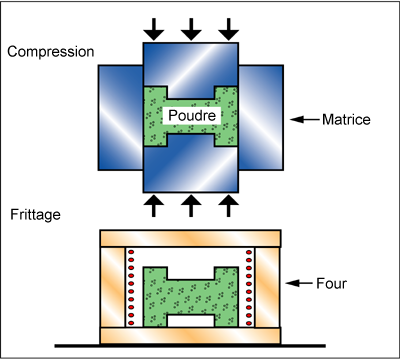 Compression
Poudre
Matrice
Frittage
Four